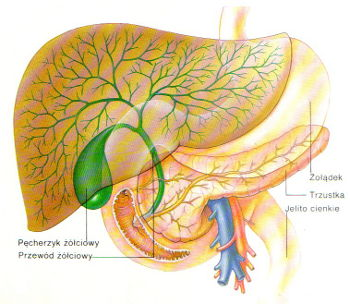 Żołądek
Trzustka
Jelito cienkie
Pęcherzyk żółciowy
Przewód żółciowy